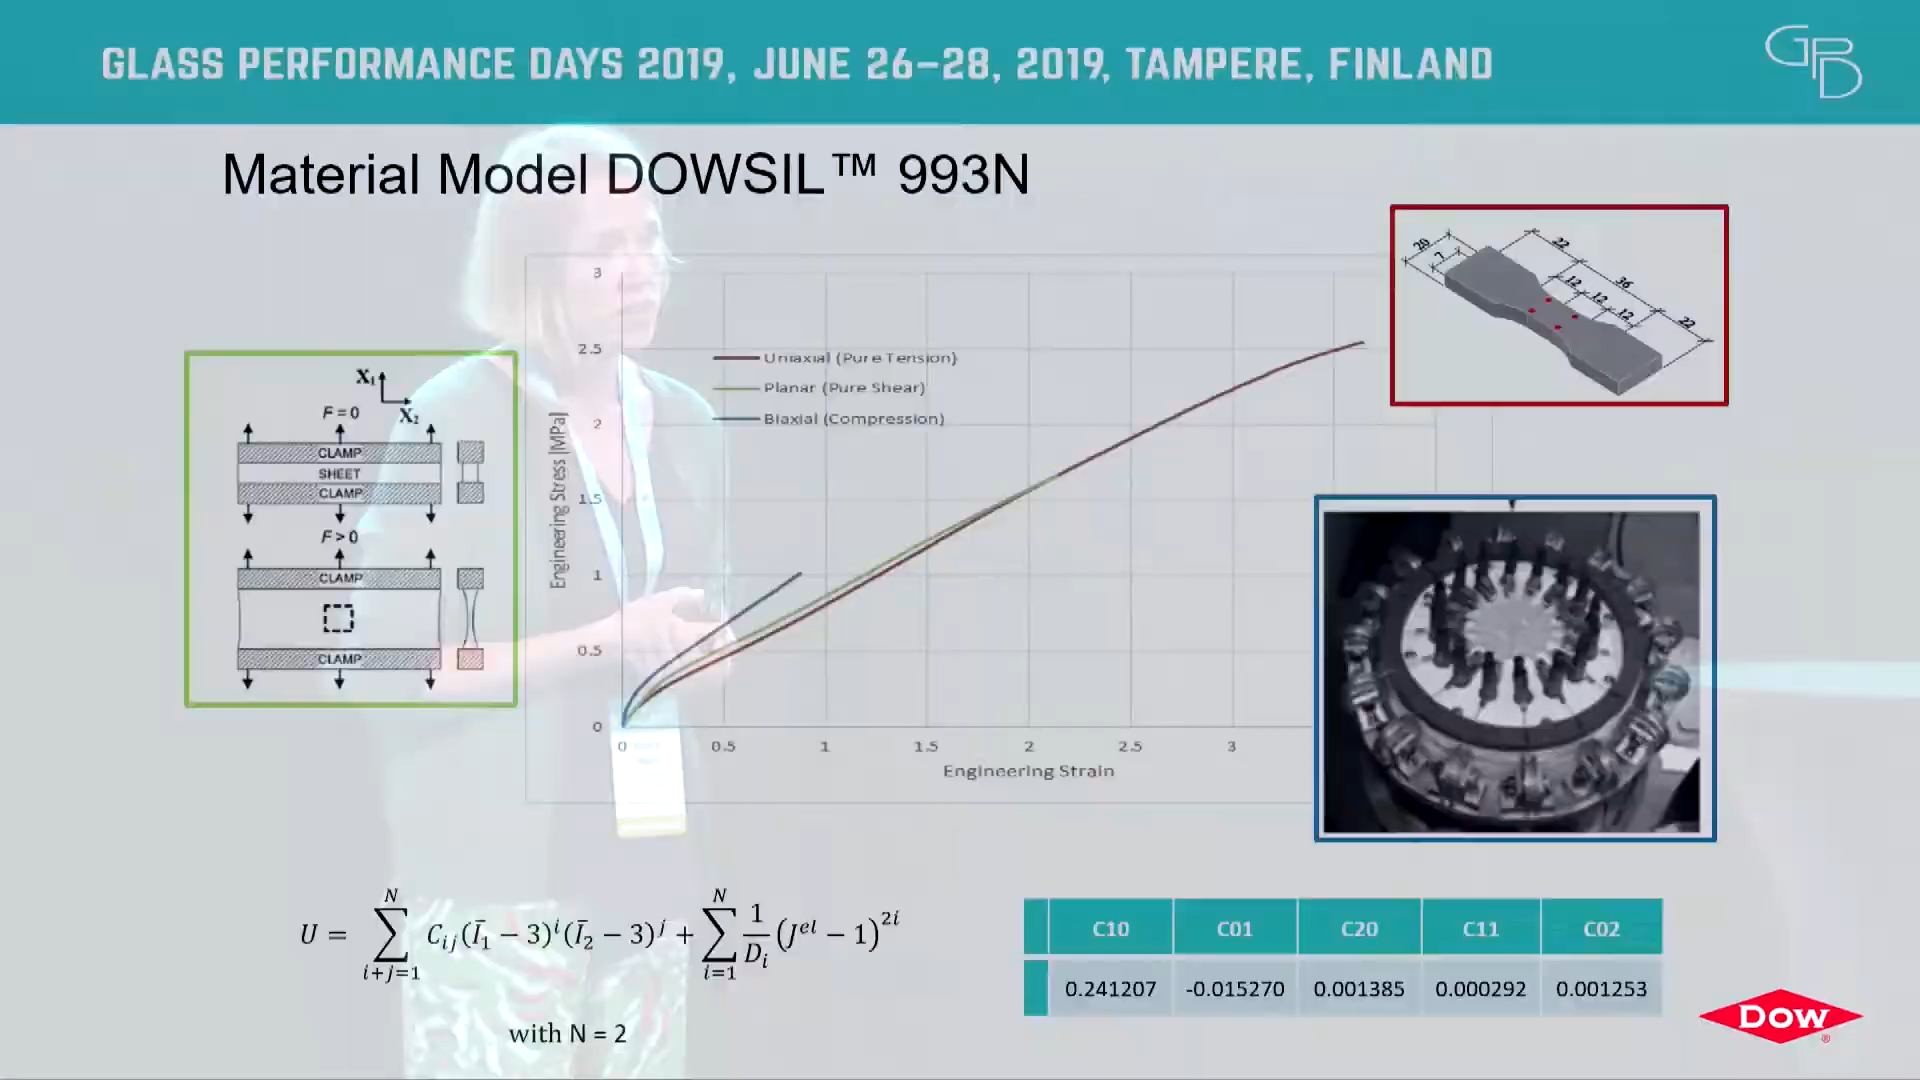 GLASS PERFORMANCE DAYS 2019, JUNE 26–28, 2019, TAMPERE, FINLAND
GPD
Material Model DOWSIL™ 993N
X₁
X₂
F = 0
CLAMP
SHEET
CLAMP
F > 0
CLAMP
CLAMP
Engineering Stress [MPa]
3
2.5
2
1.5
1
0.5
0
Uniaxial (Pure Tension)
Planar (Pure Shear)
Biaxial (Compression)
0 0.5 1 1.5 2 2.5 3
Engineering Strain
20
7
22
36
12
12
12
22
U = ∑_{i+j=1}^{N} C_{ij}(Ī₁ − 3)^i(Ī₂ − 3)^j + ∑_{i=1}^{N} 1/D_i (J^{el} − 1)^{2i}
with N = 2
C10 C01 C20 C11 C02
0.241207 -0.015270 0.001385 0.000292 0.001253
Dow®